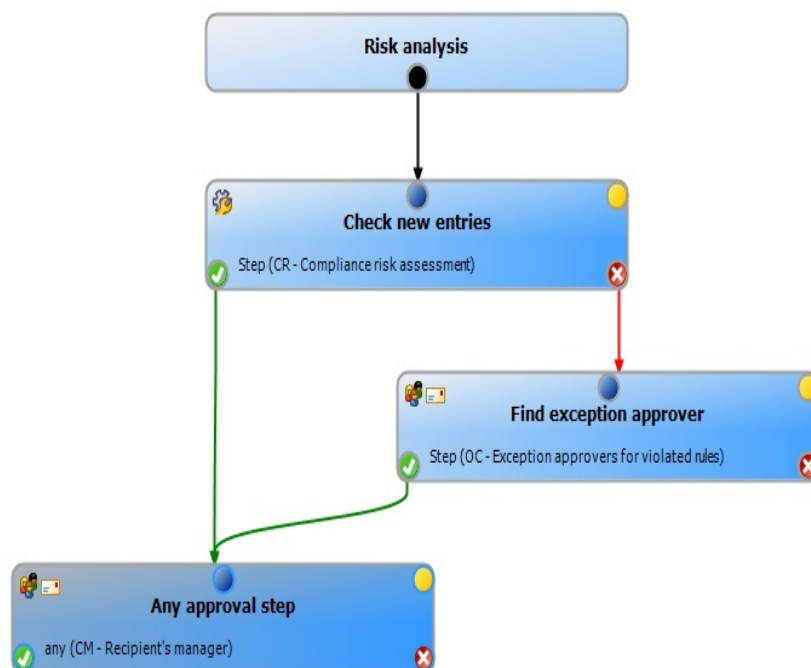 Risk analysis
Check new entries
Step (CR - Compliance risk assessment)
Find exception approver
Step (OC - Exception approvers for violated rules)
Any approval step
any (CM - Recipient's manager)